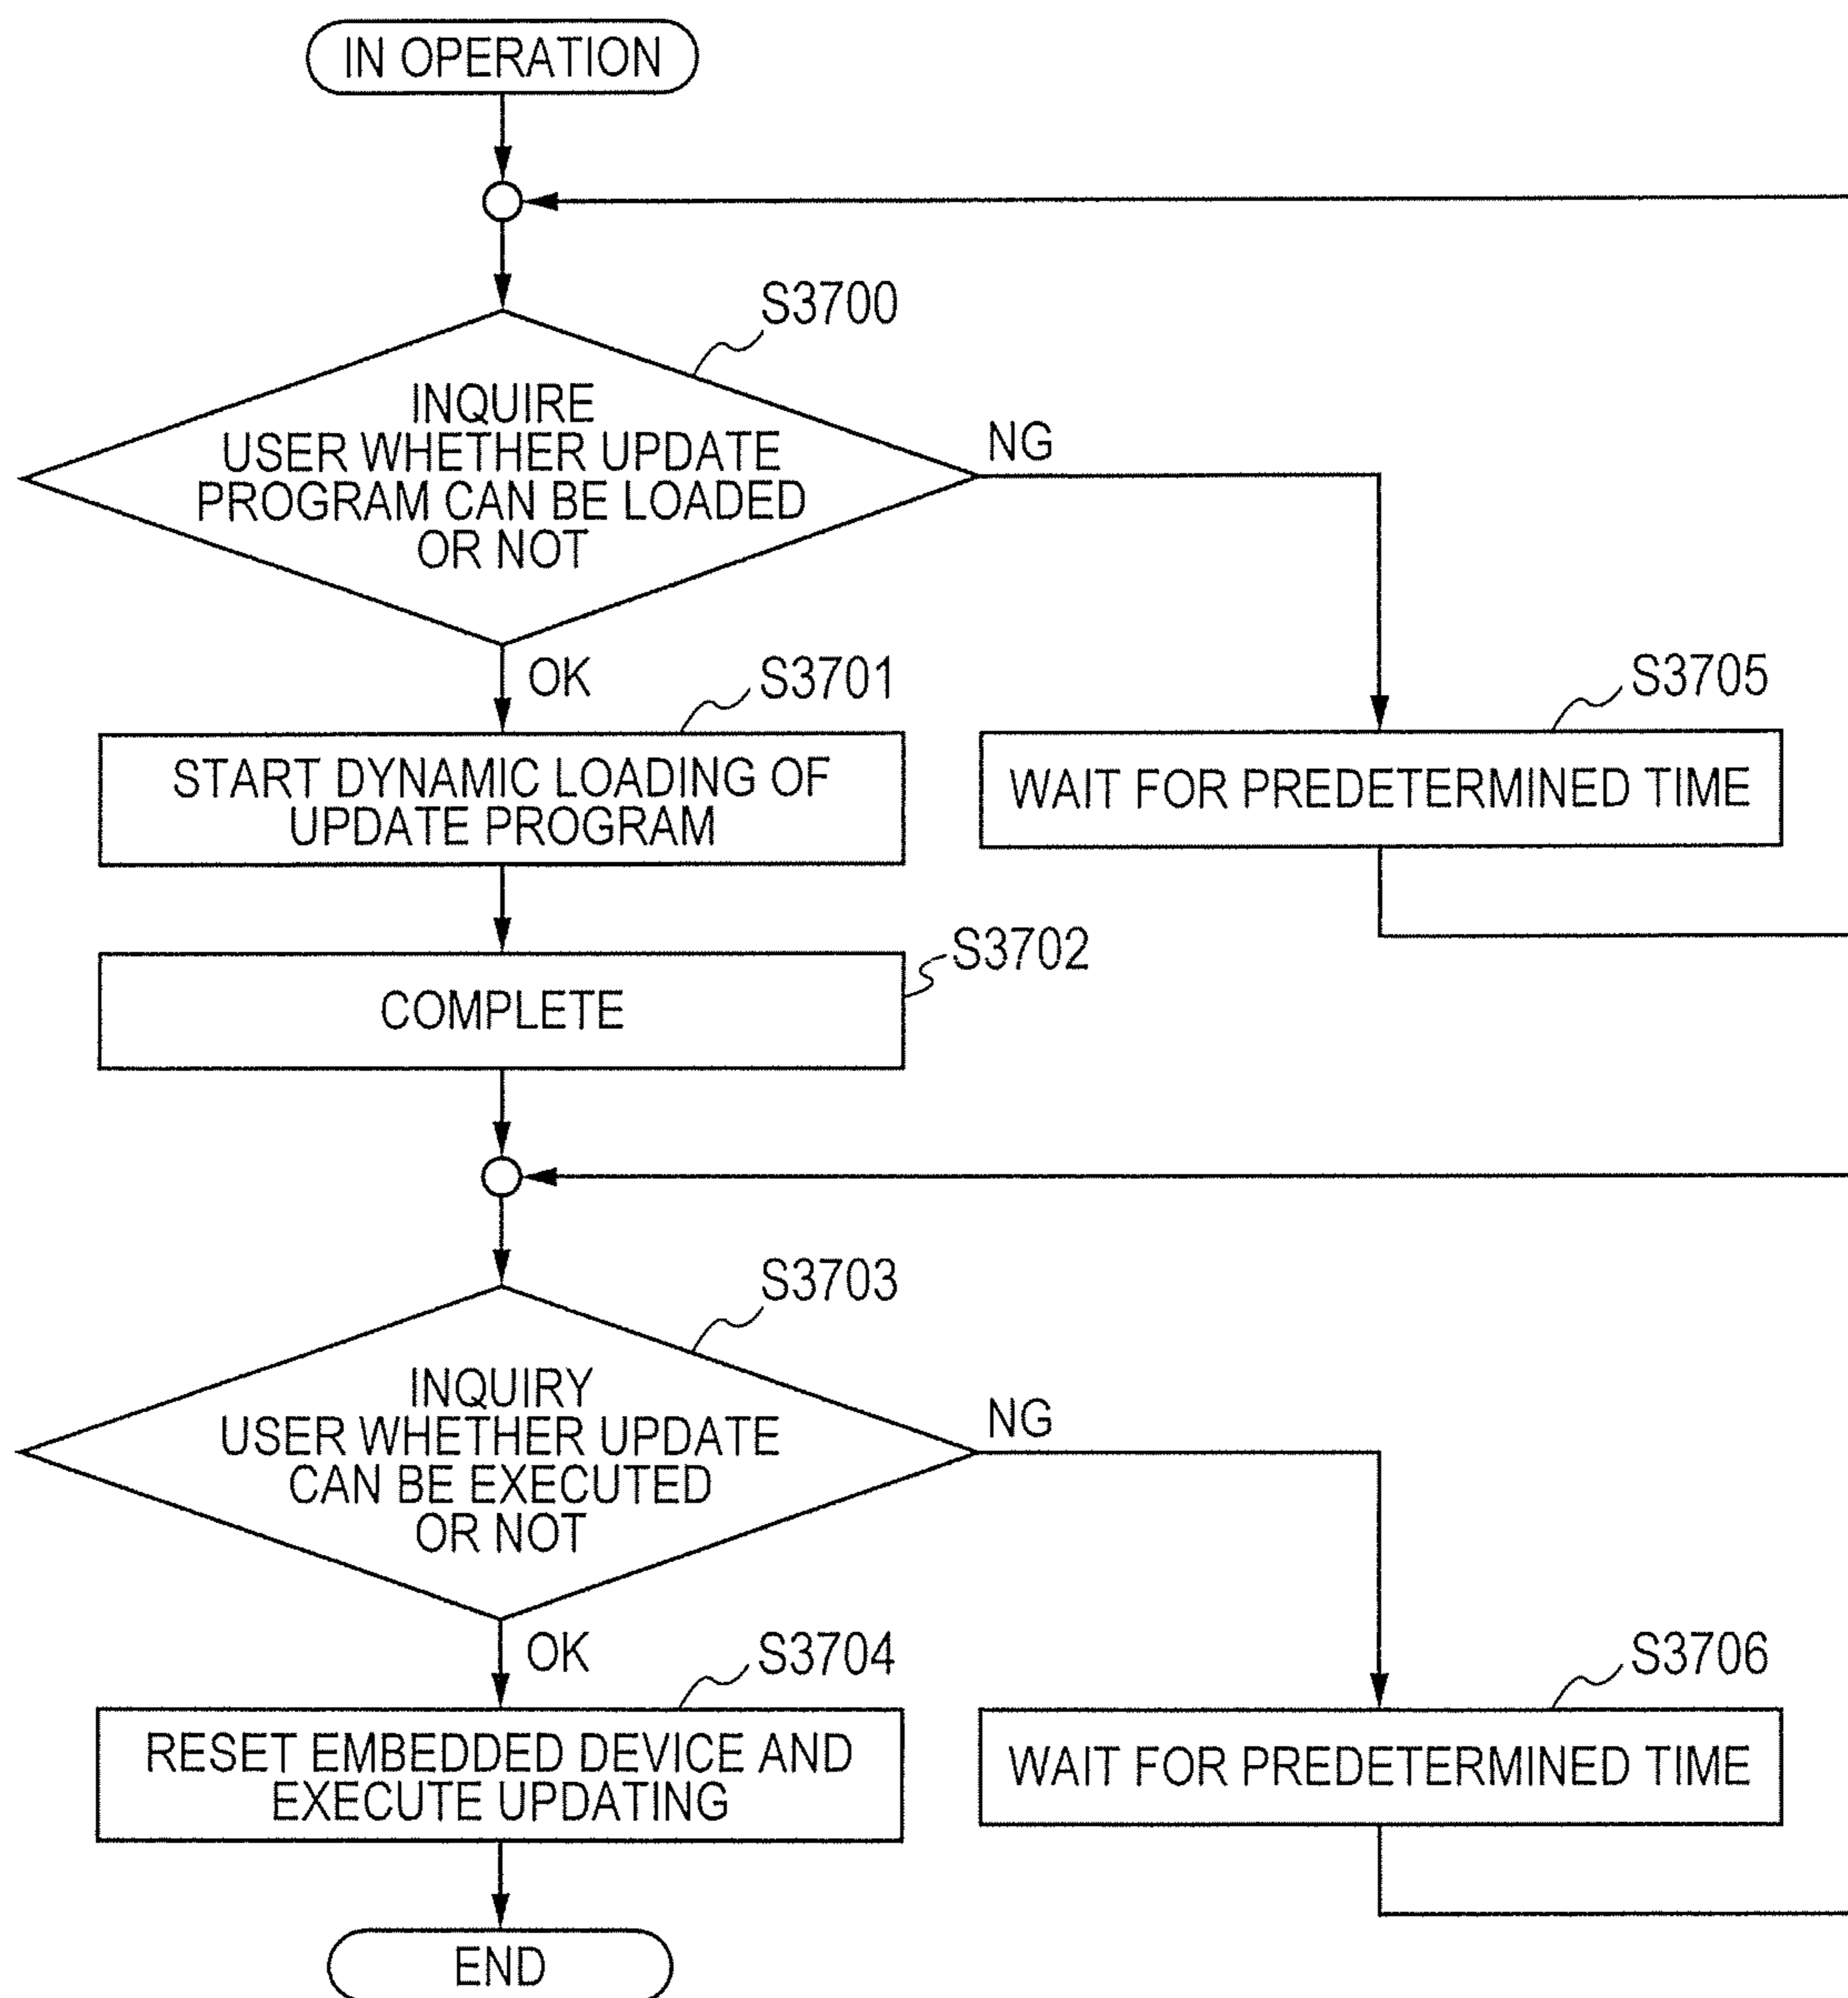 IN OPERATION
S3700
INQUIRE
USER WHETHER UPDATE
PROGRAM CAN BE LOADED
OR NOT
NG
OK
S3701
START DYNAMIC LOADING OF
UPDATE PROGRAM
S3705
WAIT FOR PREDETERMINED TIME
S3702
COMPLETE
S3703
INQUIRY
USER WHETHER UPDATE
CAN BE EXECUTED
OR NOT
NG
OK
S3704
RESET EMBEDDED DEVICE AND
EXECUTE UPDATING
S3706
WAIT FOR PREDETERMINED TIME
END